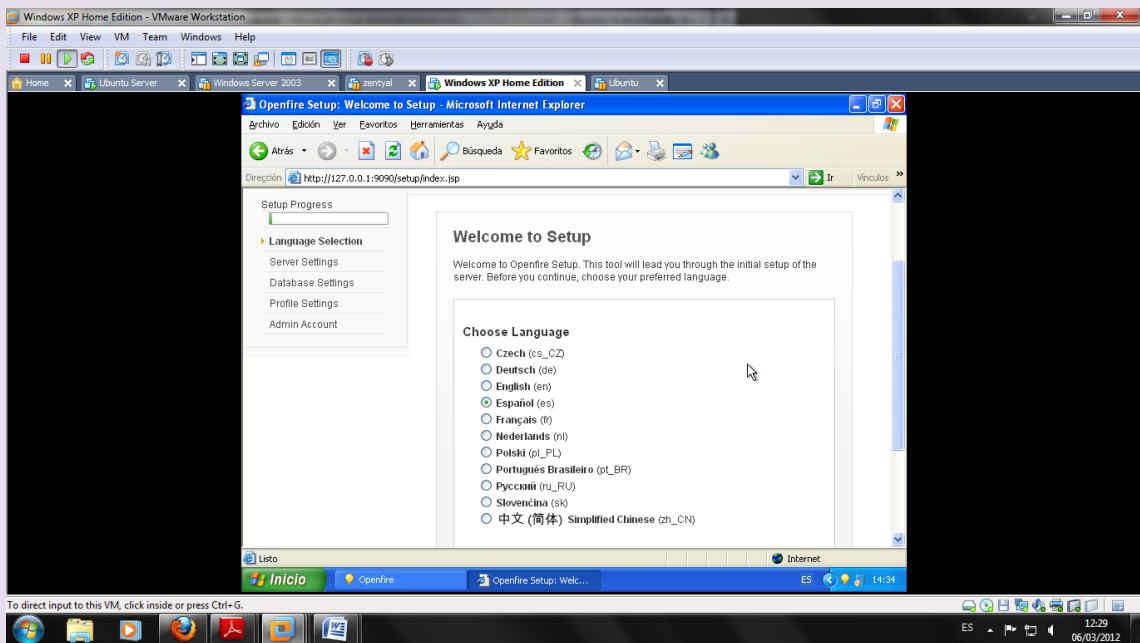 Windows XP Home Edition - VMware Workstation
File Edit View VM Team Windows Help
Home Ubuntu Server Windows Server 2003 zentyal Windows XP Home Edition Ubuntu
Openfire Setup: Welcome to Setup - Microsoft Internet Explorer
Archivo Edición Ver Favoritos Herramientas Ayuda
Atrás Búsqueda Favoritos
Dirección http://127.0.0.1:9090/setup/index.jsp Ir Vínculos »
Setup Progress
Language Selection
Server Settings
Database Settings
Profile Settings
Admin Account
Welcome to Setup
Welcome to Openfire Setup. This tool will lead you through the initial setup of the
server. Before you continue, choose your preferred language.
Choose Language
Czech (cs_CZ)
Deutsch (de)
English (en)
Español (es)
Français (fr)
Nederlands (nl)
Polski (pl_PL)
Português Brasileiro (pt_BR)
Русский (ru_RU)
Slovenčina (sk)
中文 (简体) Simplified Chinese (zh_CN)
Listo Internet
Inicio Openfire Openfire Setup: Welc... ES 14:34
To direct input to this VM, click inside or press Ctrl+G.
ES 12:29
06/03/2012